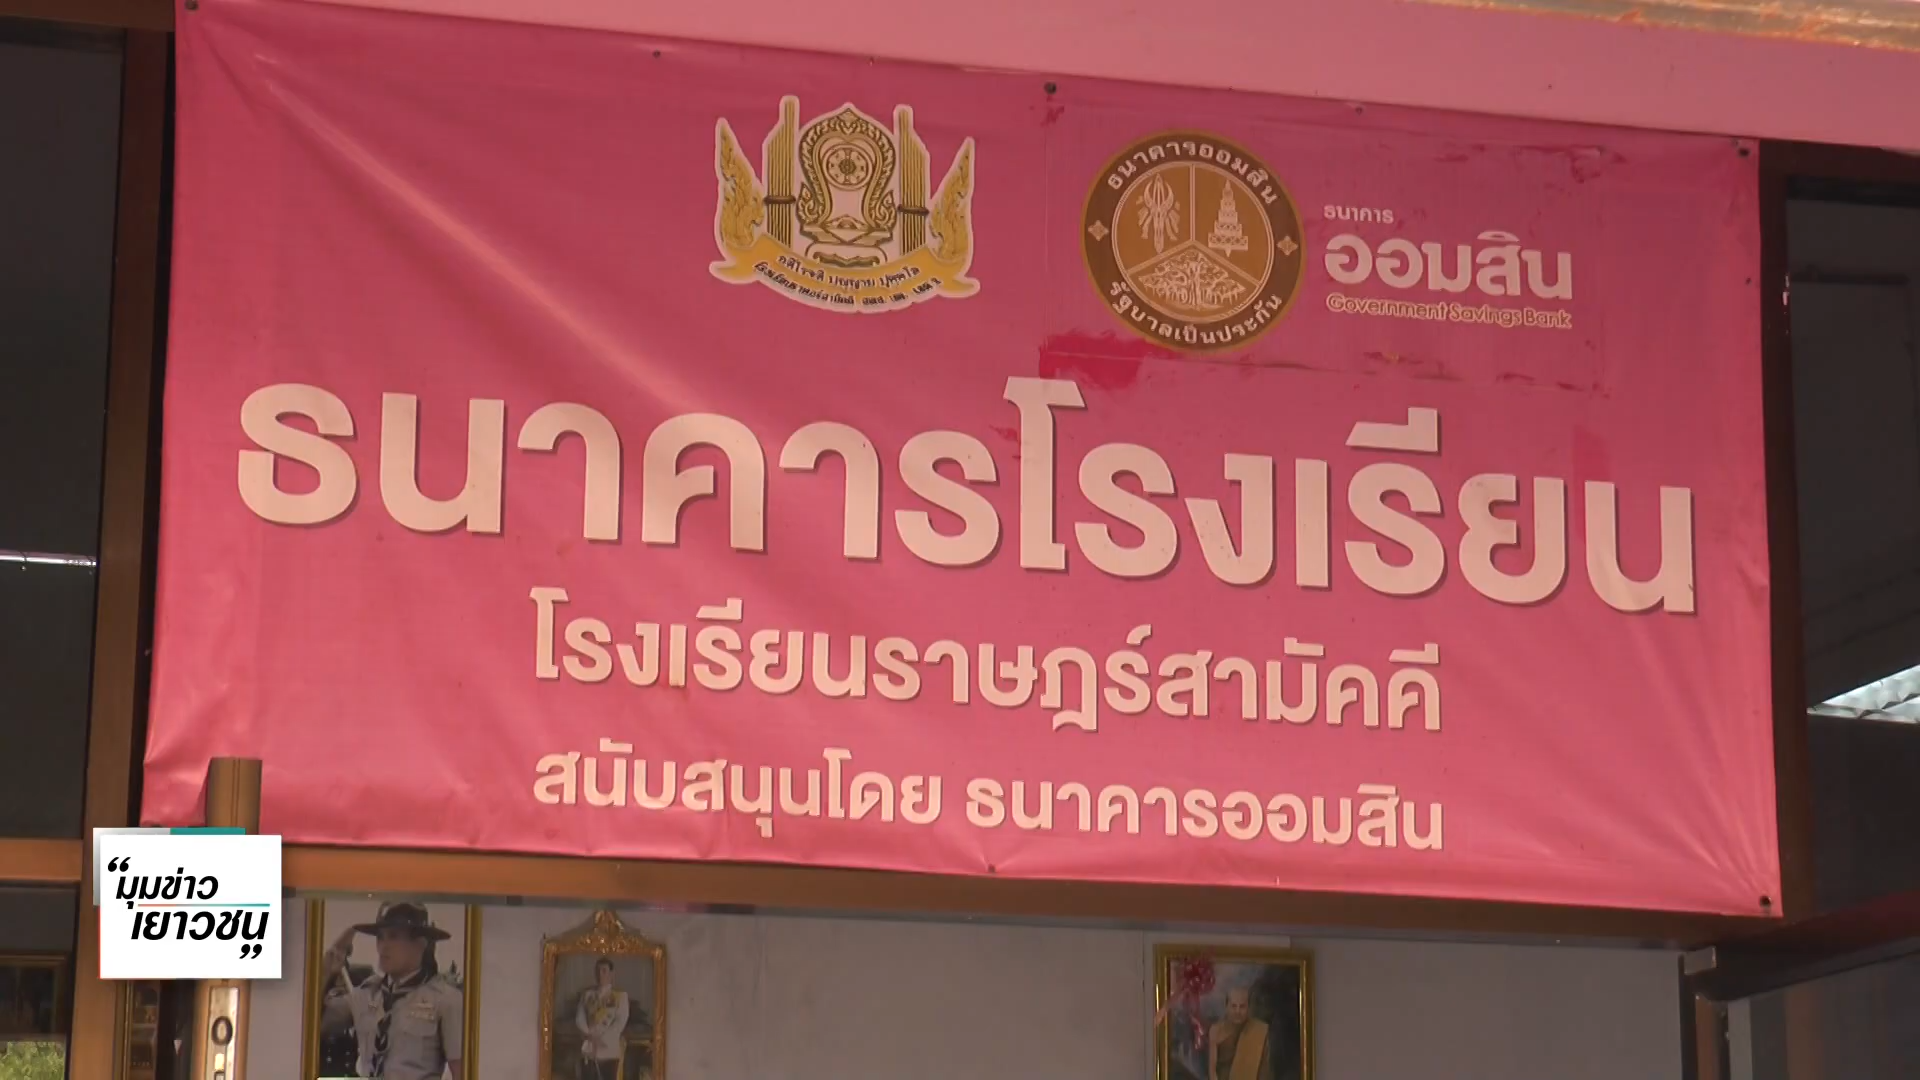 ธนาคารออมสิน
รัฐบาลเป็นประกัน
ธนาคาร
ออมสิน
Government Savings Bank
ธนาคารโรงเรียน
โรงเรียนราษฎร์สามัคคี
สนับสนุนโดย ธนาคารออมสิน
“มุมข่าว
เยาวชน”